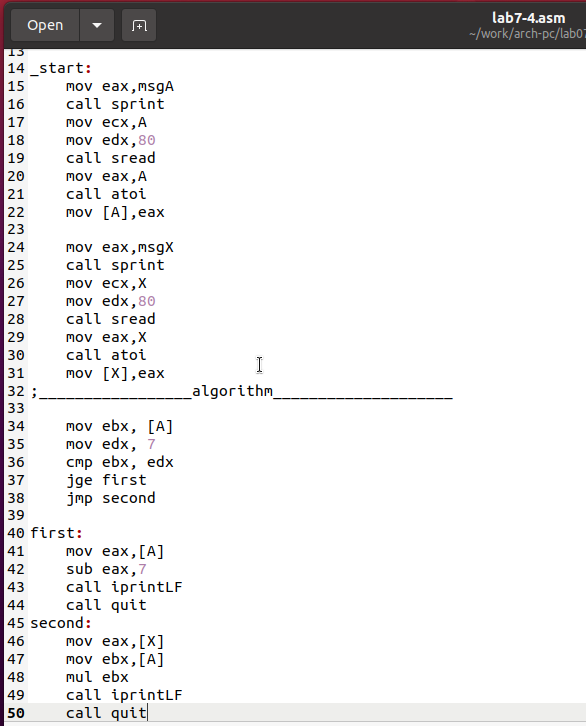 Open
lab7-4.asm
~/work/arch-pc/lab07
13
14 _start:
15     mov eax,msgA
16     call sprint
17     mov ecx,A
18     mov edx,80
19     call sread
20     mov eax,A
21     call atoi
22     mov [A],eax
23
24     mov eax,msgX
25     call sprint
26     mov ecx,X
27     mov edx,80
28     call sread
29     mov eax,X
30     call atoi
31     mov [X],eax
32 ;_________________algorithm____________________
33
34     mov ebx, [A]
35     mov edx, 7
36     cmp ebx, edx
37     jge first
38     jmp second
39
40 first:
41     mov eax,[A]
42     sub eax,7
43     call iprintLF
44     call quit
45 second:
46     mov eax,[X]
47     mov ebx,[A]
48     mul ebx
49     call iprintLF
50     call quit